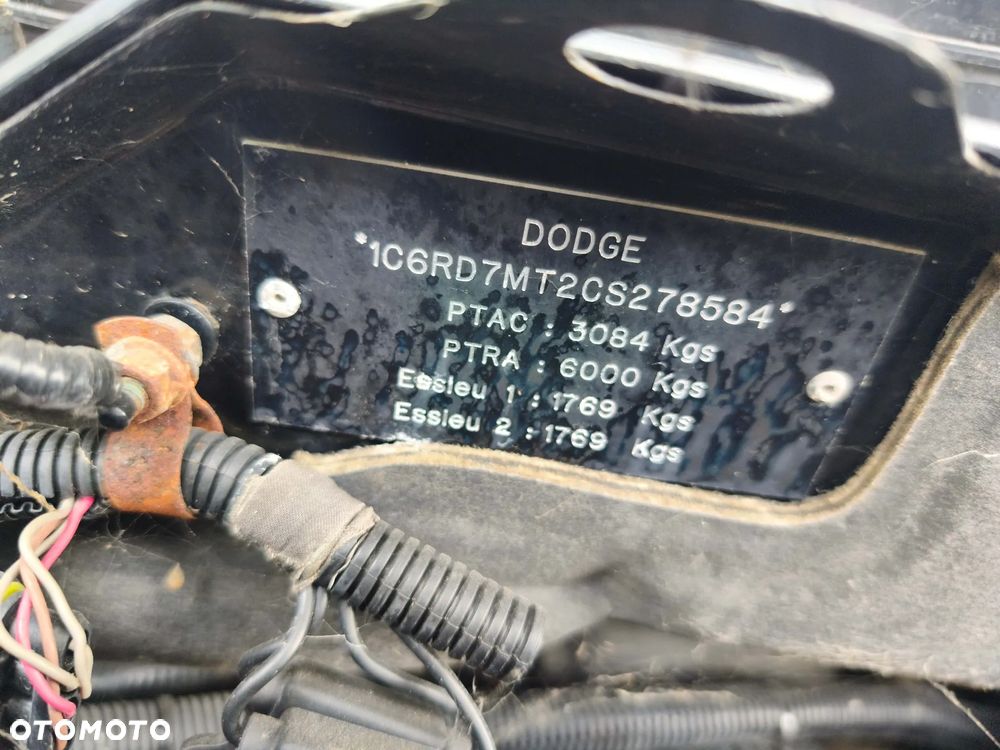 DODGE
*1C6RD7MT2CS278584*
PTAC : 3084 Kgs
PTRA : 6000 Kgs
Essieu 1 : 1769 Kgs
Essieu 2 : 1769 Kgs
OTOMOTO